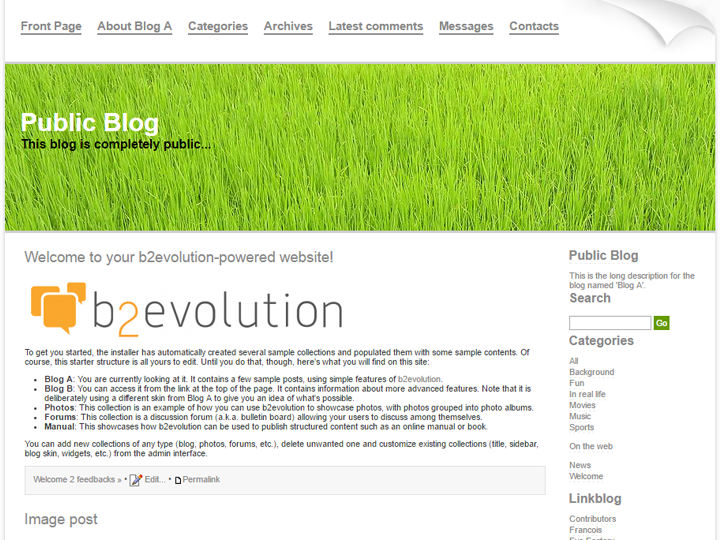 Front Page About Blog A Categories Archives Latest comments Messages Contacts
Public Blog
This blog is completely public...
Welcome to your b2evolution-powered website!
b2evolution
To get you started, the installer has automatically created several sample collections and populated them with some sample contents. Of
course, this starter structure is all yours to edit. Until you do that, though, here's what you will find on this site:
• Blog A: You are currently looking at it. It contains a few sample posts, using simple features of b2evolution.
• Blog B: You can access it from the link at the top of the page. It contains information about more advanced features. Note that it is
deliberately using a different skin from Blog A to give you an idea of what's possible.
• Photos: This collection is an example of how you can use b2evolution to showcase photos, with photos grouped into photo albums.
• Forums: This collection is a discussion forum (a.k.a. bulletin board) allowing your users to discuss among themselves.
• Manual: This showcases how b2evolution can be used to publish structured content such as an online manual or book.
You can add new collections of any type (blog, photos, forums, etc.), delete unwanted one and customize existing collections (title, sidebar,
blog skin, widgets, etc.) from the admin interface.
Welcome 2 feedbacks » • Edit... • Permalink
Image post
Public Blog
This is the long description for the
blog named 'Blog A'.
Search
Go
Categories
All
Background
Fun
In real life
Movies
Music
Sports
On the web
News
Welcome
Linkblog
Contributors
Francois